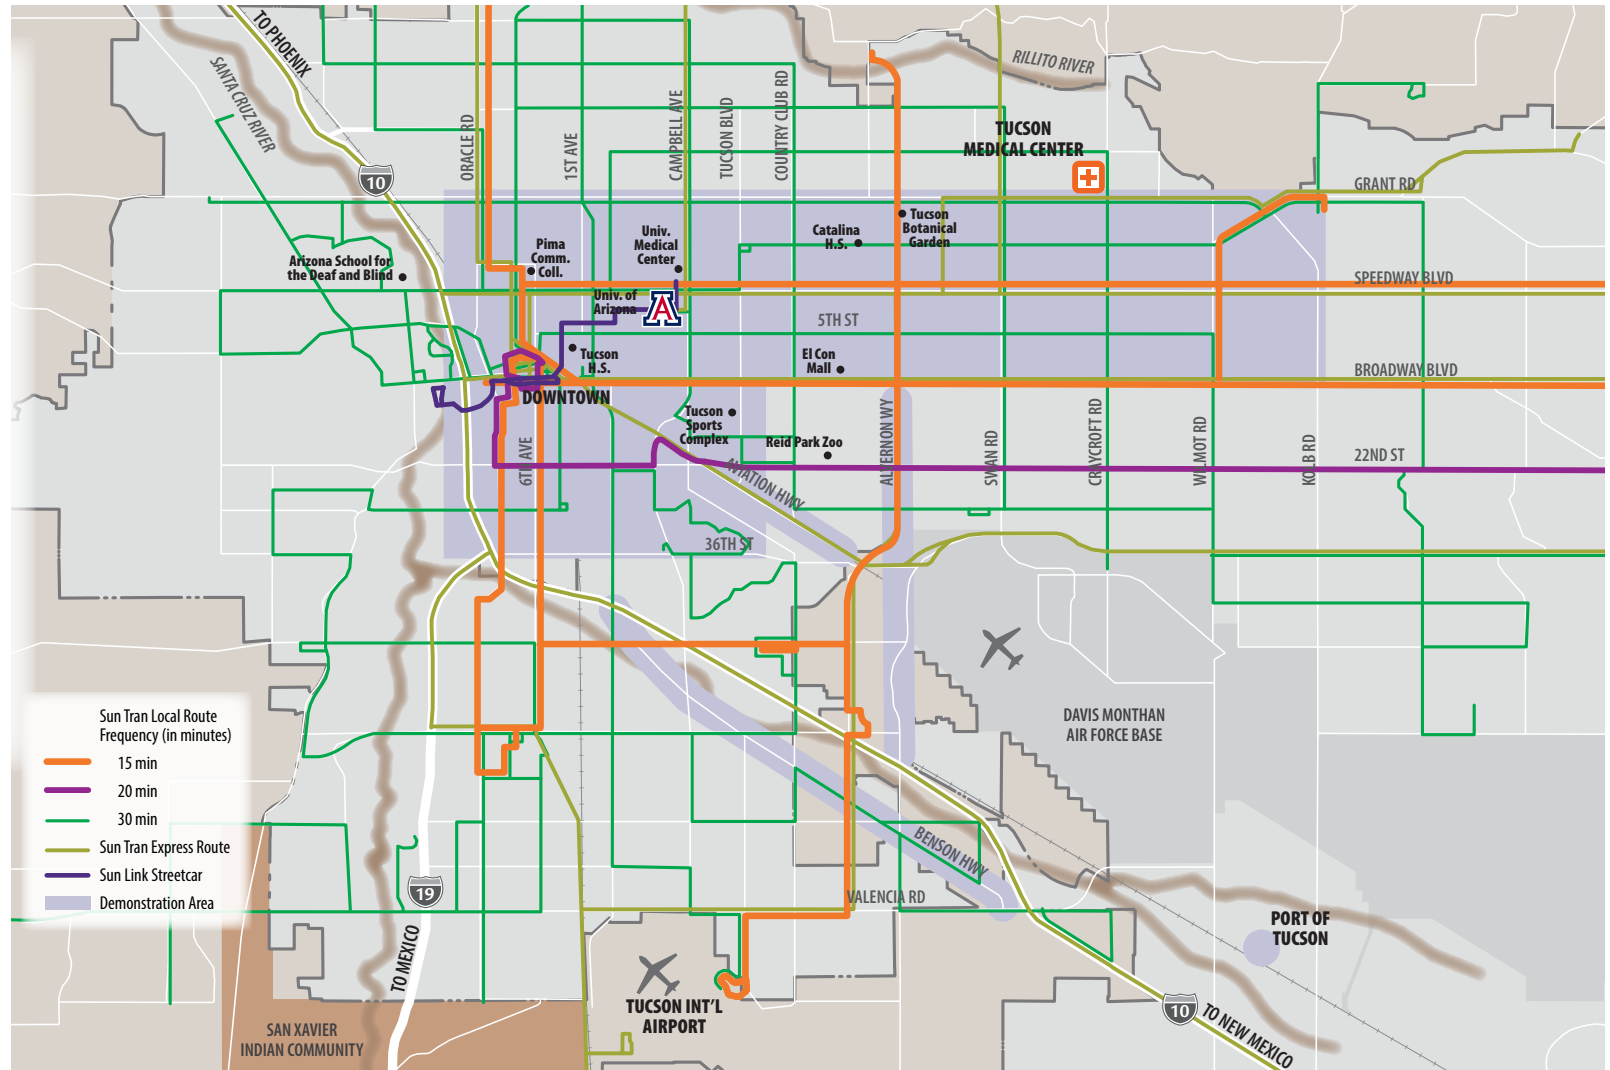 TO PHOENIX
SANTA CRUZ RIVER
10
ORACLE RD
1ST AVE
CAMPBELL AVE
TUCSON BLVD
COUNTRY CLUB RD
RILLITO RIVER
TUCSON
MEDICAL CENTER
GRANT RD
Tucson
Botanical
Garden
Catalina
H.S.
Univ.
Medical
Center
Pima
Comm.
Coll.
Arizona School for
the Deaf and Blind
SPEEDWAY BLVD
Univ. of
Arizona
A
5TH ST
Tucson
H.S.
El Con
Mall
BROADWAY BLVD
DOWNTOWN
Tucson
Sports
Complex
Reid Park Zoo
6TH AVE
AVIATION HWY
ALVERNON WY
SWAN RD
CRAYCROFT RD
WILMOT RD
KOLB RD
22ND ST
36TH ST
DAVIS MONTHAN
AIR FORCE BASE
Sun Tran Local Route
Frequency (in minutes)
15 min
20 min
30 min
Sun Tran Express Route
Sun Link Streetcar
Demonstration Area
BENSON HWY
VALENCIA RD
19
TO MEXICO
PORT OF
TUCSON
TUCSON INT'L
AIRPORT
SAN XAVIER
INDIAN COMMUNITY
10
TO NEW MEXICO